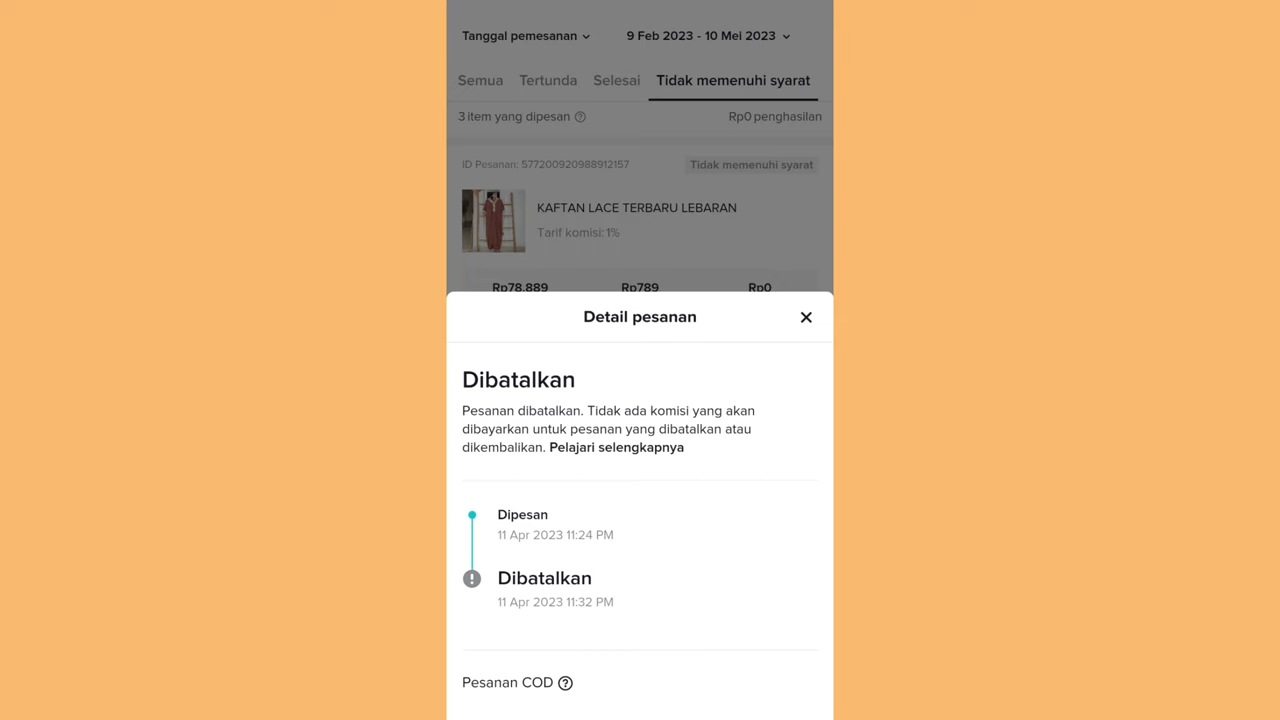 Tanggal pemesanan 9 Feb 2023 - 10 Mei 2023
Semua Tertunda Selesai Tidak memenuhi syarat
3 item yang dipesan Rp0 penghasilan
ID Pesanan: 577200920988912157 Tidak memenuhi syarat
KAFTAN LACE TERBARU LEBARAN
Tarif komisi: 1%
Rp78.889 Rp789 Rp0
Detail pesanan
Dibatalkan
Pesanan dibatalkan. Tidak ada komisi yang akan
dibayarkan untuk pesanan yang dibatalkan atau
dikembalikan. Pelajari selengkapnya
Dipesan
11 Apr 2023 11:24 PM
Dibatalkan
11 Apr 2023 11:32 PM
Pesanan COD